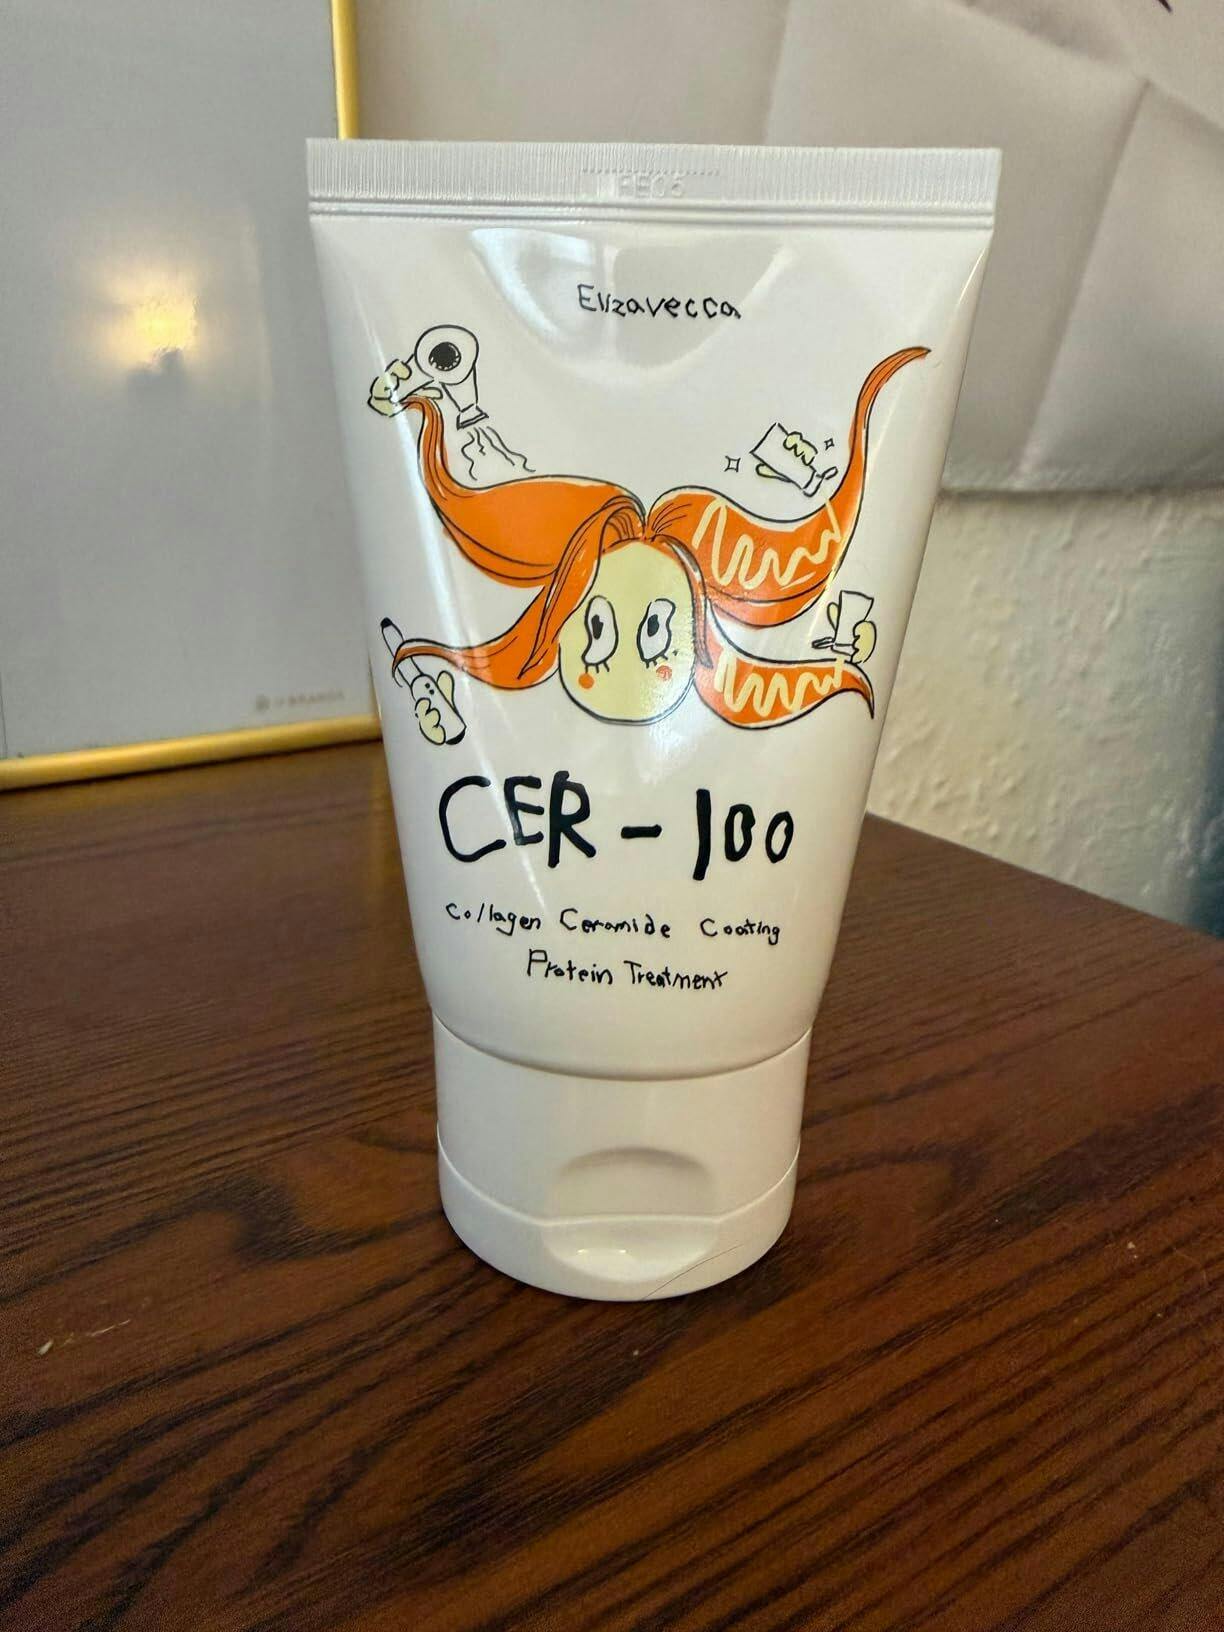 Elizavecca
CER-100
Collagen Ceramide Coating
Protein Treatment